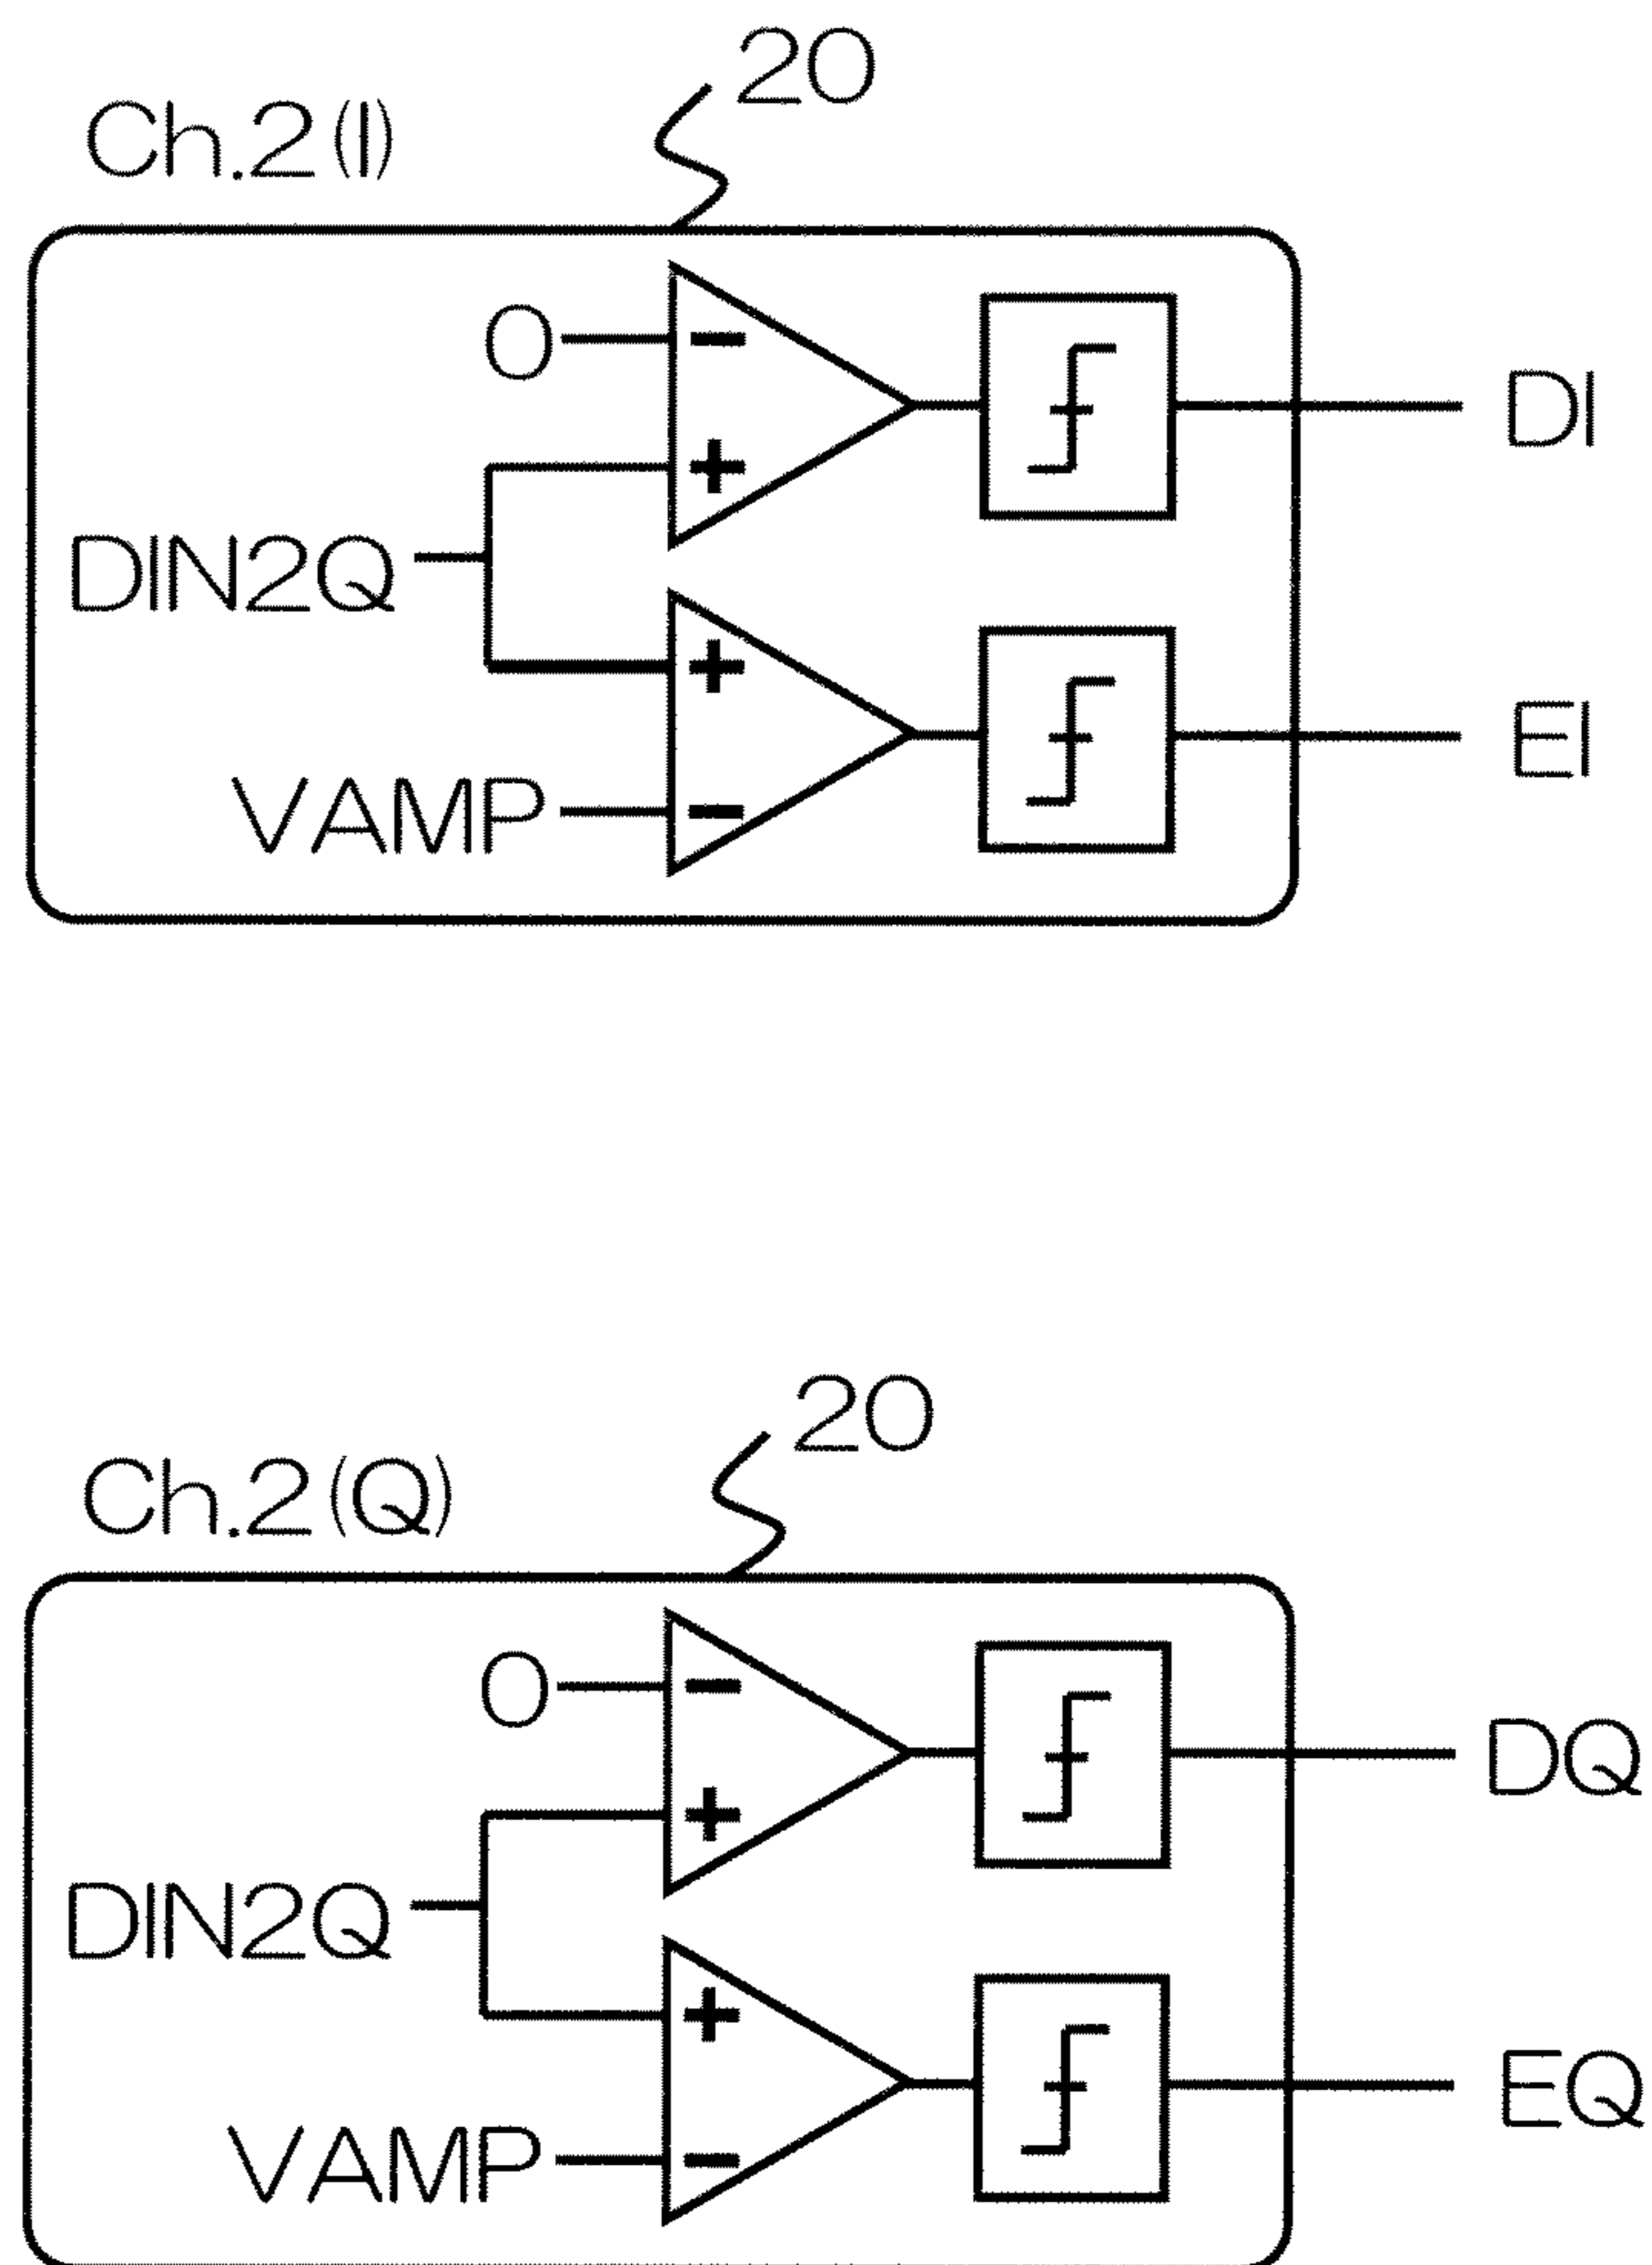 20
Ch.2(I)
0
DI
DIN2Q
EI
VAMP
20
Ch.2(Q)
0
DQ
DIN2Q
EQ
VAMP